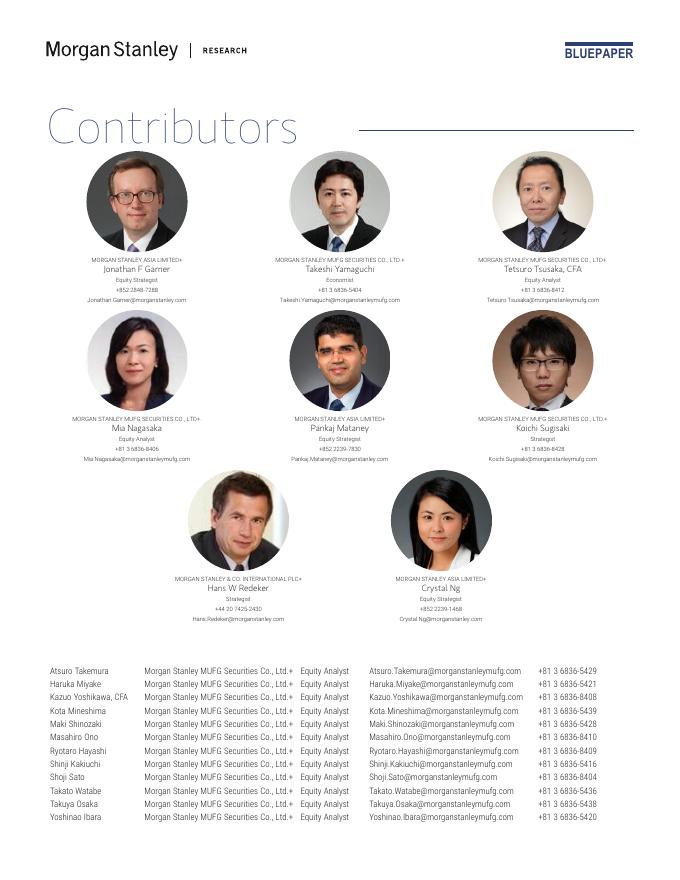 Morgan Stanley | RESEARCH
BLUEPAPER
Contributors
MORGAN STANLEY ASIA LIMITED+
Jonathan F Garner
Equity Strategist
+852 2848-7288
Jonathan.Garner@morganstanley.com
MORGAN STANLEY MUFG SECURITIES CO., LTD.+
Takeshi Yamaguchi
Economist
+81 3 6836-5404
Takeshi.Yamaguchi@morganstanleymufg.com
MORGAN STANLEY MUFG SECURITIES CO., LTD.+
Tetsuro Tsusaka, CFA
Equity Analyst
+81 3 6836-8412
Tetsuro.Tsusaka@morganstanleymufg.com
MORGAN STANLEY MUFG SECURITIES CO., LTD.+
Mia Nagasaka
Equity Analyst
+81 3 6836-8406
Mia.Nagasaka@morganstanleymufg.com
MORGAN STANLEY ASIA LIMITED+
Pankaj Mataney
Equity Strategist
+852 2239-7830
Pankaj.Mataney@morganstanley.com
MORGAN STANLEY MUFG SECURITIES CO., LTD.+
Koichi Sugisaki
Strategist
+81 3 6836-8428
Koichi.Sugisaki@morganstanleymufg.com
MORGAN STANLEY & CO. INTERNATIONAL PLC+
Hans W Redeker
Strategist
+44 20 7425-2430
Hans.Redeker@morganstanley.com
MORGAN STANLEY ASIA LIMITED+
Crystal Ng
Equity Strategist
+852 2239-1468
Crystal.Ng@morganstanley.com
Atsuro Takemura Morgan Stanley MUFG Securities Co., Ltd.+ Equity Analyst Atsuro.Takemura@morganstanleymufg.com +81 3 6836-5429
Haruka Miyake Morgan Stanley MUFG Securities Co., Ltd.+ Equity Analyst Haruka.Miyake@morganstanleymufg.com +81 3 6836-5421
Kazuo Yoshikawa, CFA Morgan Stanley MUFG Securities Co., Ltd.+ Equity Analyst Kazuo.Yoshikawa@morganstanleymufg.com +81 3 6836-8408
Kota Mineshima Morgan Stanley MUFG Securities Co., Ltd.+ Equity Analyst Kota.Mineshima@morganstanleymufg.com +81 3 6836-5439
Maki Shinozaki Morgan Stanley MUFG Securities Co., Ltd.+ Equity Analyst Maki.Shinozaki@morganstanleymufg.com +81 3 6836-5428
Masahiro Ono Morgan Stanley MUFG Securities Co., Ltd.+ Equity Analyst Masahiro.Ono@morganstanleymufg.com +81 3 6836-8410
Ryotaro Hayashi Morgan Stanley MUFG Securities Co., Ltd.+ Equity Analyst Ryotaro.Hayashi@morganstanleymufg.com +81 3 6836-8409
Shinji Kakiuchi Morgan Stanley MUFG Securities Co., Ltd.+ Equity Analyst Shinji.Kakiuchi@morganstanleymufg.com +81 3 6836-5416
Shoji Sato Morgan Stanley MUFG Securities Co., Ltd.+ Equity Analyst Shoji.Sato@morganstanleymufg.com +81 3 6836-8404
Takato Watabe Morgan Stanley MUFG Securities Co., Ltd.+ Equity Analyst Takato.Watabe@morganstanleymufg.com +81 3 6836-5436
Takuya Osaka Morgan Stanley MUFG Securities Co., Ltd.+ Equity Analyst Takuya.Osaka@morganstanleymufg.com +81 3 6836-5438
Yoshinao Ibara Morgan Stanley MUFG Securities Co., Ltd.+ Equity Analyst Yoshinao.Ibara@morganstanleymufg.com +81 3 6836-5420